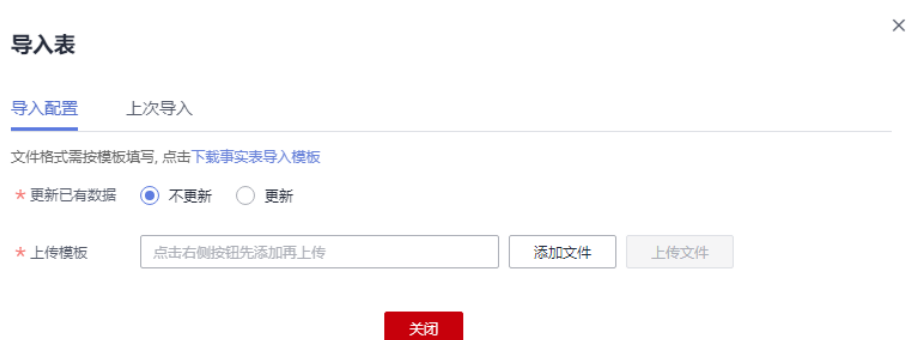 ×
导入表
导入配置 上次导入
文件格式需按模板填写, 点击下载事实表导入模板
* 更新已有数据 不更新 更新
* 上传模板 点击右侧按钮先添加再上传 添加文件 上传文件
关闭